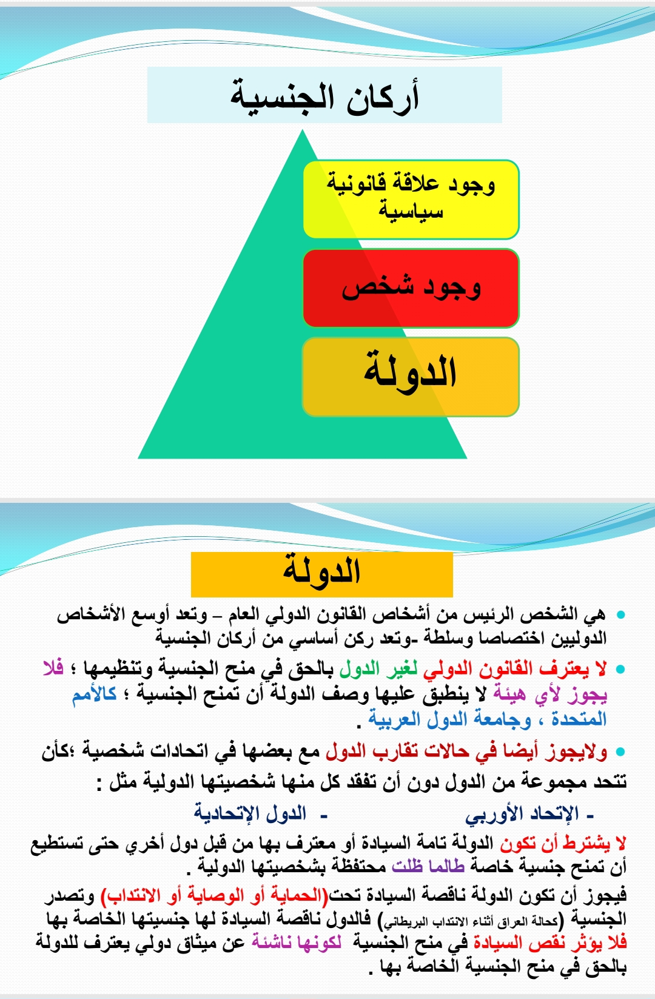 أركان الجنسية
وجود علاقة قانونية
سياسية
وجود شخص
الدولة
الدولة
• هي الشخص الرئيس من أشخاص القانون الدولي العام – وتعد أوسع الأشخاص
الدوليين اختصاصا وسلطة -وتعد ركن أساسي من أركان الجنسية
• لا يعترف القانون الدولي لغير الدول بالحق في منح الجنسية وتنظيمها ؛ فلا
يجوز لأي هيئة لا ينطبق عليها وصف الدولة أن تمنح الجنسية ؛ كالأمم
المتحدة ، وجامعة الدول العربية .
• ولايجوز أيضا في حالات تقارب الدول مع بعضها في اتحادات شخصية ؛كأن
تتحد مجموعة من الدول دون أن تفقد كل منها شخصيتها الدولية مثل :
- الإتحاد الأوربي - الدول الإتحادية
لا يشترط أن تكون الدولة تامة السيادة أو معترف بها من قبل دول أخري حتى تستطيع
أن تمنح جنسية خاصة طالما ظلت محتفظة بشخصيتها الدولية .
فيجوز أن تكون الدولة ناقصة السيادة تحت(الحماية أو الوصاية أو الانتداب) وتصدر
الجنسية (كحالة العراق أثناء الانتداب البريطاني) فالدول ناقصة السيادة لها جنسيتها الخاصة بها
فلا يؤثر نقص السيادة في منح الجنسية لكونها ناشئة عن ميثاق دولي يعترف للدولة
بالحق في منح الجنسية الخاصة بها .